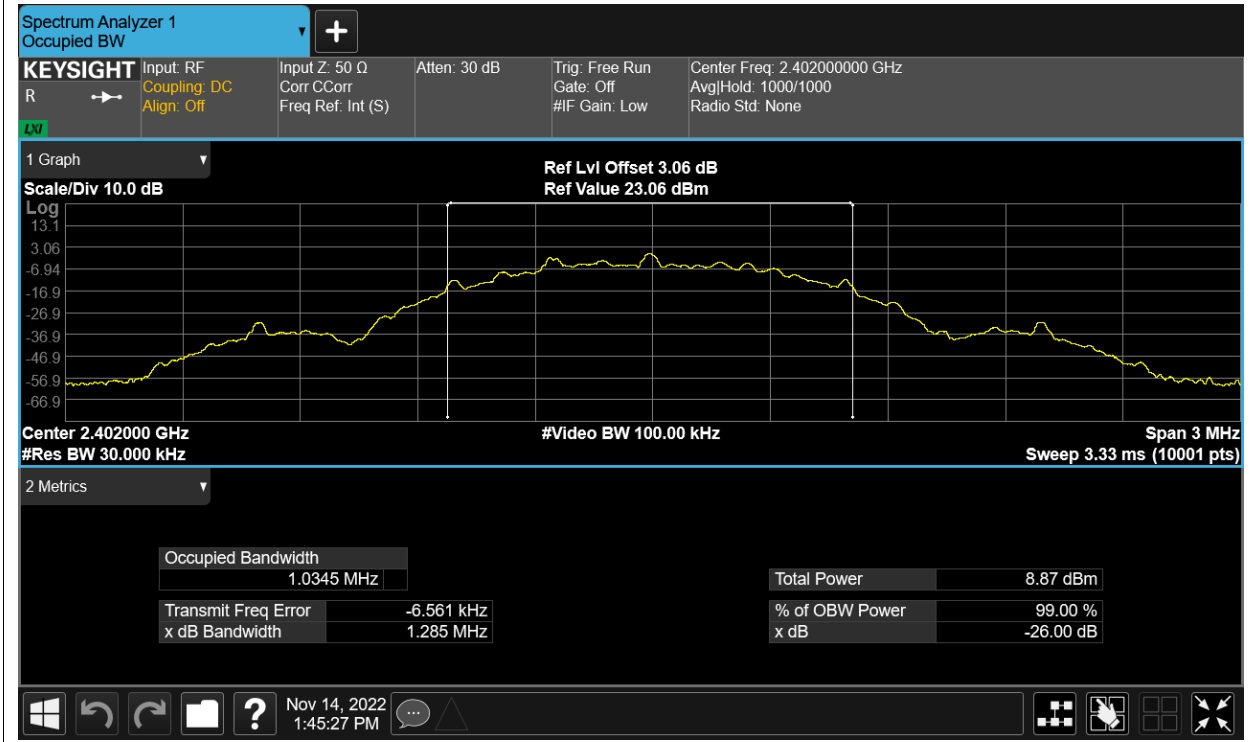 Spectrum Analyzer 1
Occupied BW
KEYSIGHT
R
LXI
Input: RF
Coupling: DC
Align: Off
Input Z: 50 Ω
Corr CCorr
Freq Ref: Int (S)
Atten: 30 dB
Trig: Free Run
Gate: Off
#IF Gain: Low
Center Freq: 2.402000000 GHz
Avg|Hold: 1000/1000
Radio Std: None
1 Graph
Scale/Div 10.0 dB
Ref Lvl Offset 3.06 dB
Ref Value 23.06 dBm
Log
13.1
3.06
-6.94
-16.9
-26.9
-36.9
-46.9
-56.9
-66.9
Center 2.402000 GHz
#Video BW 100.00 kHz
Span 3 MHz
#Res BW 30.000 kHz
Sweep 3.33 ms (10001 pts)
2 Metrics
Occupied Bandwidth
1.0345 MHz
Total Power 8.87 dBm
Transmit Freq Error -6.561 kHz
% of OBW Power 99.00 %
x dB Bandwidth 1.285 MHz
x dB -26.00 dB
?
Nov 14, 2022
1:45:27 PM